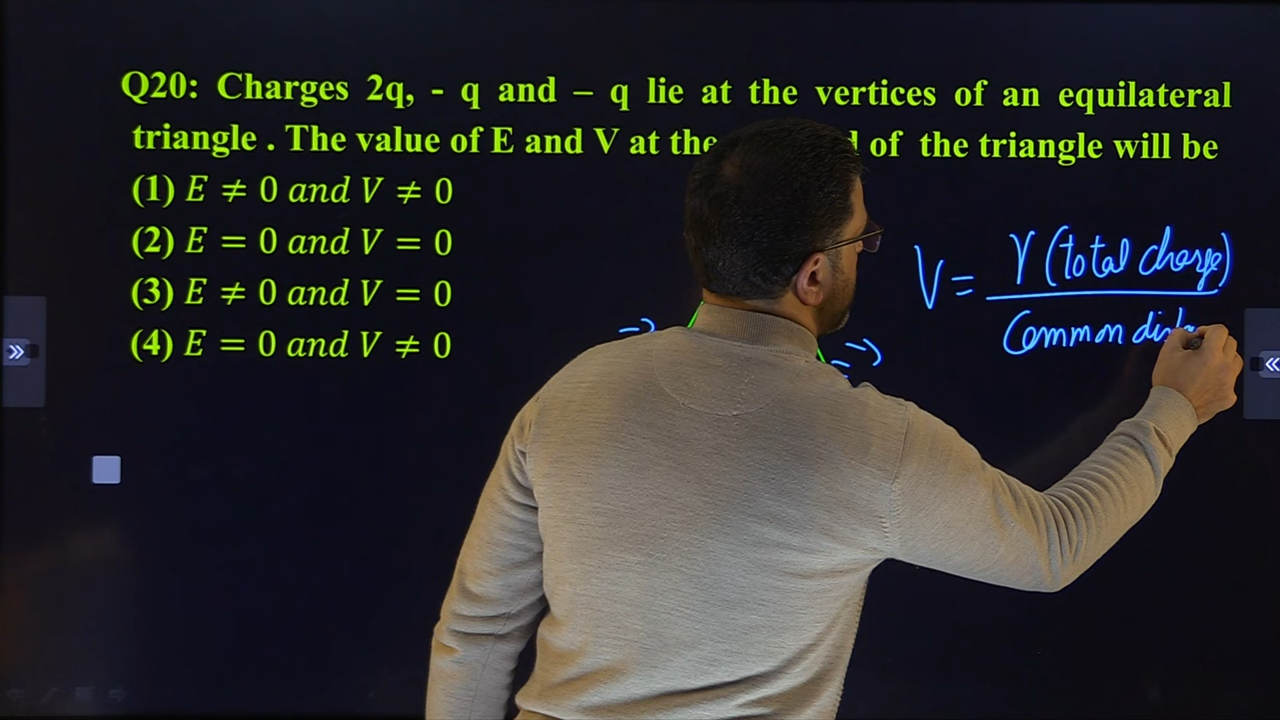 Q20: Charges 2q, - q and – q lie at the vertices of an equilateral
triangle . The value of E and V at the of the triangle will be
(1) E ≠ 0 and V ≠ 0
(2) E = 0 and V = 0
(3) E ≠ 0 and V = 0
(4) E = 0 and V ≠ 0
V = γ (total charge)
Common